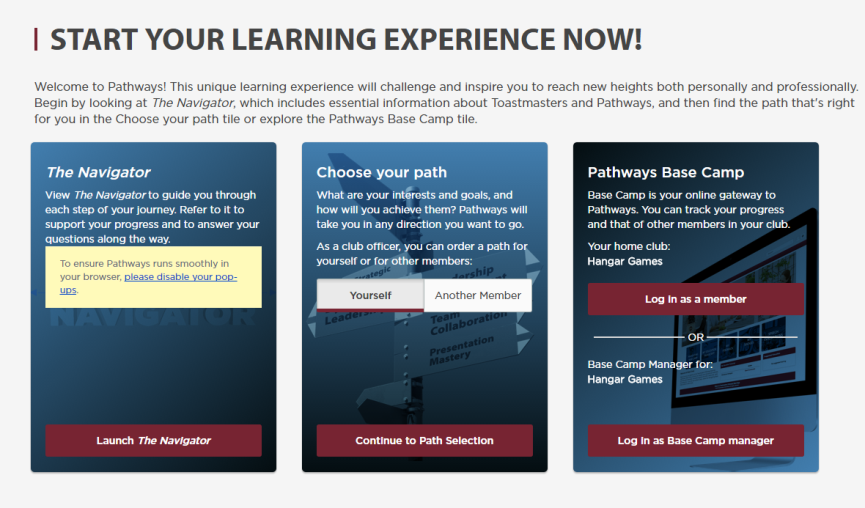 START YOUR LEARNING EXPERIENCE NOW!
Welcome to Pathways! This unique learning experience will challenge and inspire you to reach new heights both personally and professionally.
Begin by looking at The Navigator, which includes essential information about Toastmasters and Pathways, and then find the path that's right
for you in the Choose your path tile or explore the Pathways Base Camp tile.
The Navigator
View The Navigator to guide you through
each step of your journey. Refer to it to
support your progress and to answer your
questions along the way.
To ensure Pathways runs smoothly in
your browser, please disable your pop-
ups.
NAVIGATOR
Launch The Navigator
Choose your path
What are your interests and goals, and
how will you achieve them? Pathways will
take you in any direction you want to go.
As a club officer, you can order a path for
yourself or for other members:
Yourself
Another Member
Team
Collaboration
Presentation
Mastery
Continue to Path Selection
Pathways Base Camp
Base Camp is your online gateway to
Pathways. You can track your progress
and that of other members in your club.
Your home club:
Hangar Games
Log in as a member
OR
Base Camp Manager for:
Hangar Games
Log in as Base Camp manager